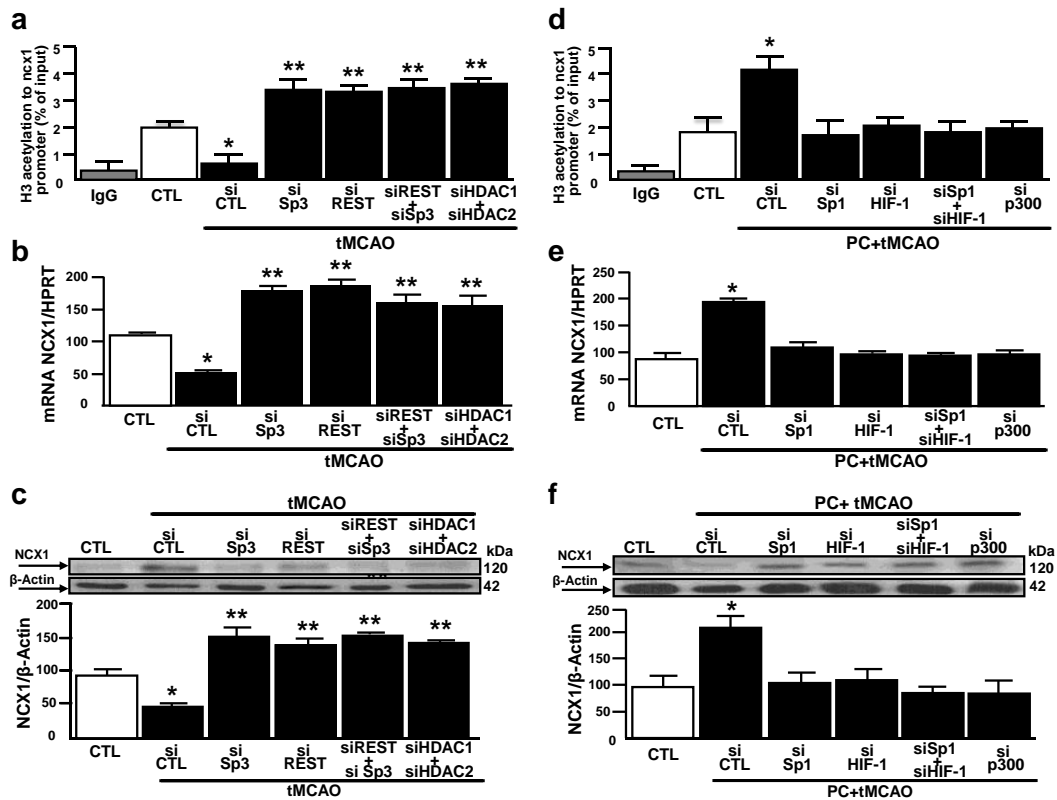 a
H3 acetylation to ncx1
promoter (% of input)
5
4
3
2
1
0
*
**
**
**
**
IgG
CTL
si
CTL
si
Sp3
si
REST
siREST
+
siSp3
siHDAC1
+
siHDAC2
tMCAO
b
mRNA NCX1/HPRT
200
150
100
50
0
*
**
**
**
**
CTL
si
CTL
si
Sp3
si
REST
siREST
+
siSp3
siHDAC1
+
siHDAC2
tMCAO
c
tMCAO
CTL
si
CTL
si
Sp3
si
REST
siREST
+
siSp3
siHDAC1
+
siHDAC2
kDa
NCX1
120
β-Actin
42
NCX1/β-Actin
200
150
100
50
0
*
**
**
**
**
CTL
si
CTL
si
Sp3
si
REST
siREST
+
si Sp3
siHDAC1
+
siHDAC2
tMCAO
d
H3 acetylation to ncx1
promoter (% of input)
5
4
3
2
1
0
*
IgG
CTL
si
CTL
si
Sp1
si
HIF-1
siSp1
+
siHIF-1
si
p300
PC+tMCAO
e
mRNA NCX1/HPRT
250
200
150
100
50
0
*
CTL
si
CTL
si
Sp1
si
HIF-1
siSp1
+
siHIF-1
si
p300
PC+tMCAO
f
PC+ tMCAO
CTL
si
CTL
si
Sp1
si
HIF-1
siSp1
+
siHIF-1
si
p300
kDa
NCX1
120
β-Actin
42
NCX1/β-Actin
250
200
150
100
50
0
*
CTL
si
CTL
si
Sp1
si
HIF-1
siSp1
+
siHIF-1
si
p300
PC+tMCAO